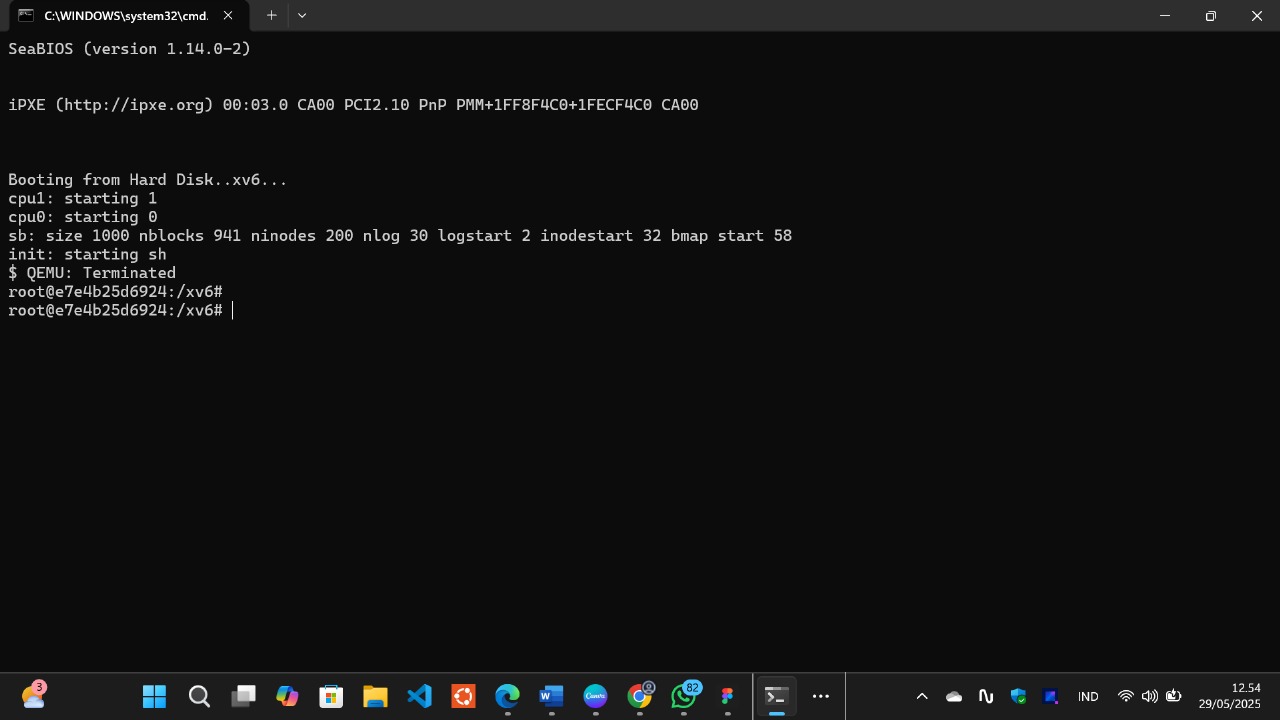 C:\WINDOWS\system32\cmd.
SeaBIOS (version 1.14.0-2)
iPXE (http://ipxe.org) 00:03.0 CA00 PCI2.10 PnP PMM+1FF8F4C0+1FECF4C0 CA00
Booting from Hard Disk..xv6...
cpu1: starting 1
cpu0: starting 0
sb: size 1000 nblocks 941 ninodes 200 nlog 30 logstart 2 inodestart 32 bmap start 58
init: starting sh
$ QEMU: Terminated
root@e7e4b25d6924:/xv6#
root@e7e4b25d6924:/xv6#
3
W
Canva
82
IND
12.54
29/05/2025